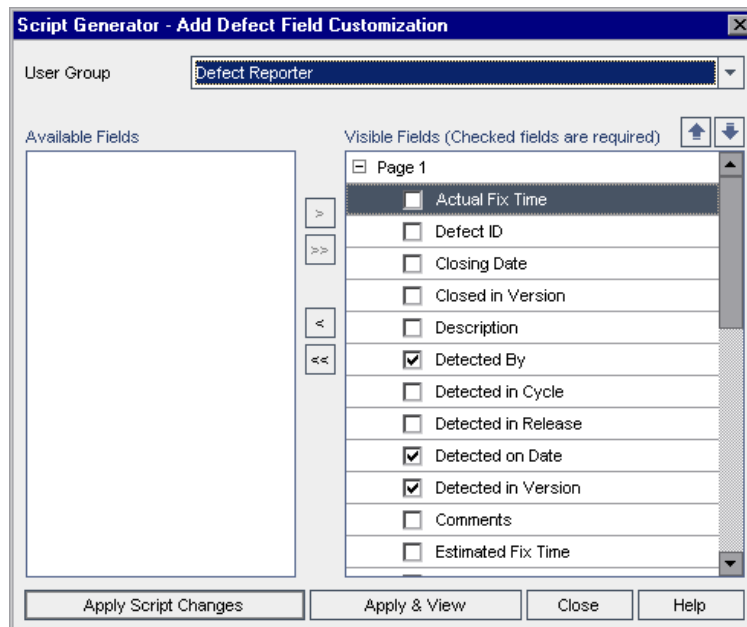 Script Generator - Add Defect Field Customization
User Group
Defect Reporter
Available Fields
Visible Fields (Checked fields are required)
Page 1
Actual Fix Time
Defect ID
Closing Date
Closed in Version
Description
Detected By
Detected in Cycle
Detected in Release
Detected on Date
Detected in Version
Comments
Estimated Fix Time
>
>>
<
<<
Apply Script Changes
Apply & View
Close
Help